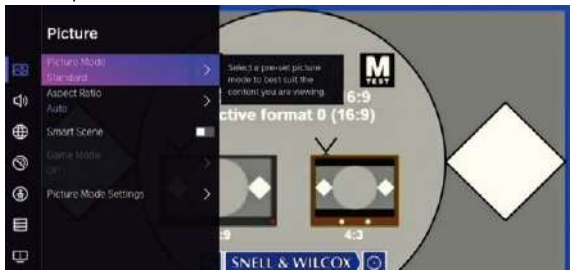 Picture
Picture Mode
Standard
Select a pre-set picture
mode to best suit the
content you are viewing.
Aspect Ratio
Auto
Smart Scene
Game Mode
Off
Picture Mode Settings
M
TEST
16:9
ctive format 0 (16:9)
:9
4:3
SNELL & WILCOX